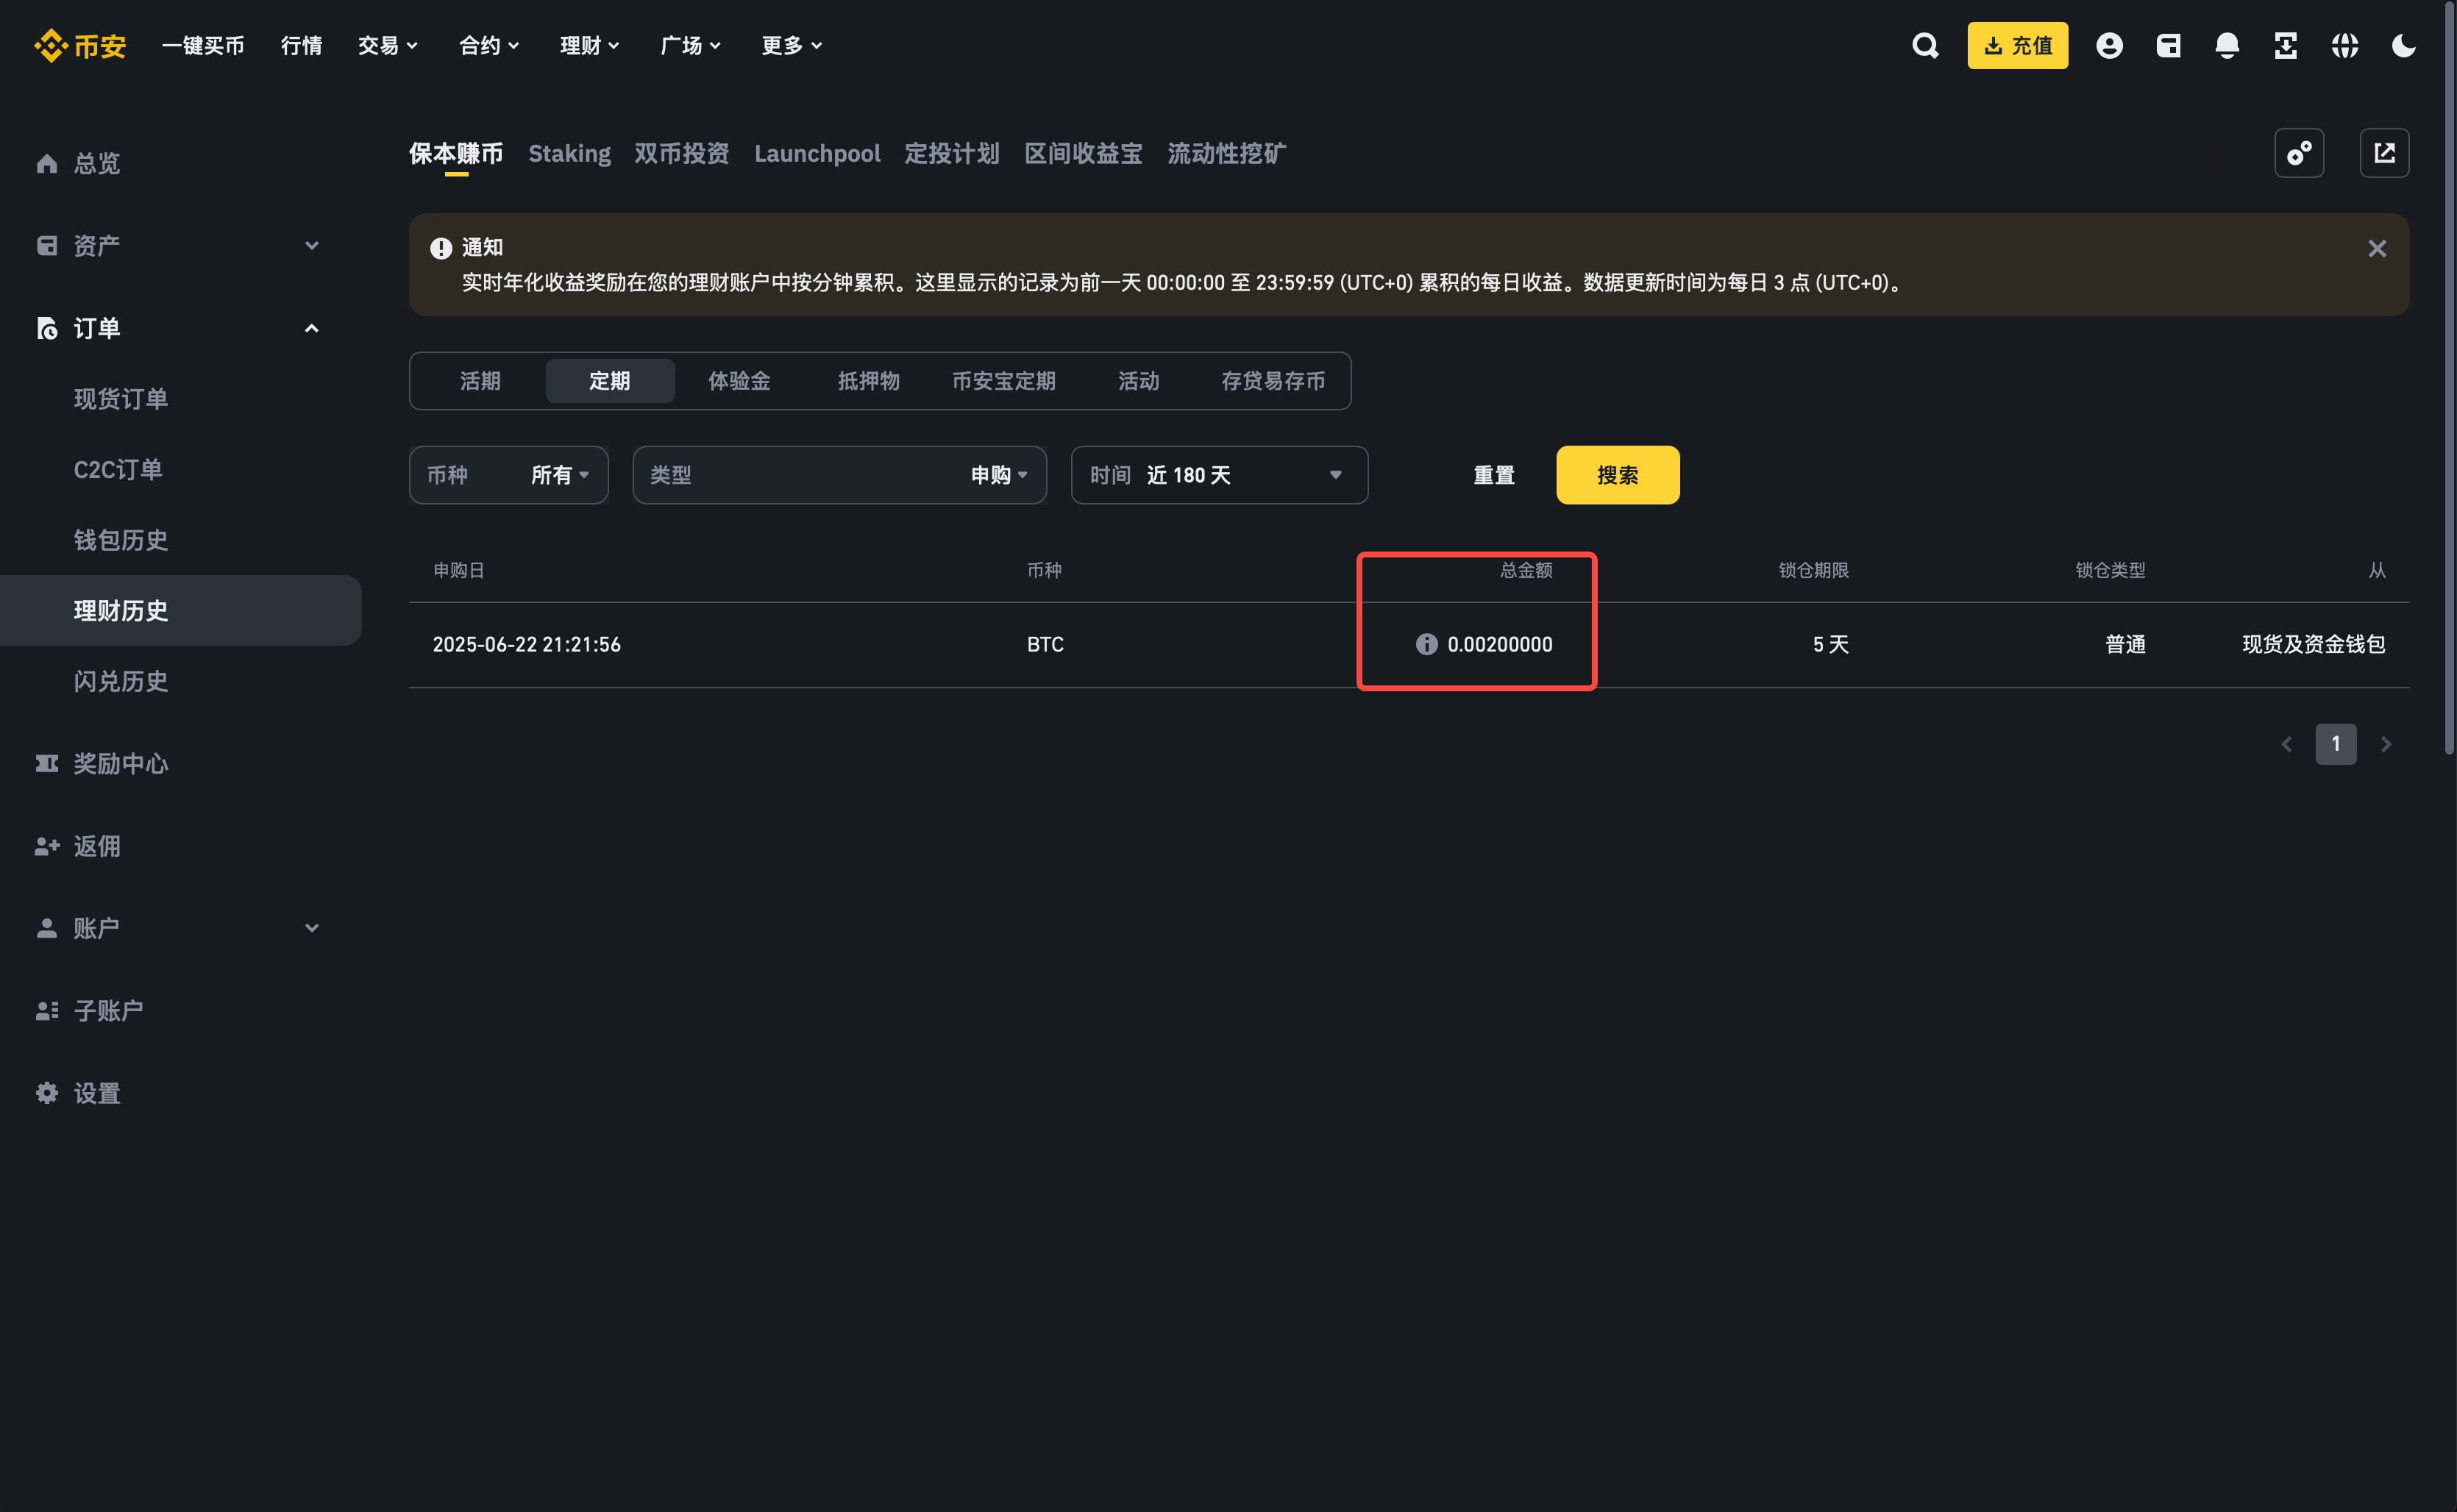 币安 一键买币 行情 交易 合约 理财 广场 更多 充值
总览
资产
订单
现货订单
C2C订单
钱包历史
理财历史
闪兑历史
奖励中心
返佣
账户
子账户
设置
保本赚币 Staking 双币投资 Launchpool 定投计划 区间收益宝 流动性挖矿
通知
实时年化收益奖励在您的理财账户中按分钟累积。这里显示的记录为前一天 00:00:00 至 23:59:59 (UTC+0) 累积的每日收益。数据更新时间为每日 3 点 (UTC+0)。
活期 定期 体验金 抵押物 币安宝定期 活动 存贷易存币
币种 所有 类型 申购 时间 近 180 天 重置 搜索
申购日 币种 总金额 锁仓期限 锁仓类型 从
2025-06-22 21:21:56 BTC 0.00200000 5 天 普通 现货及资金钱包
1